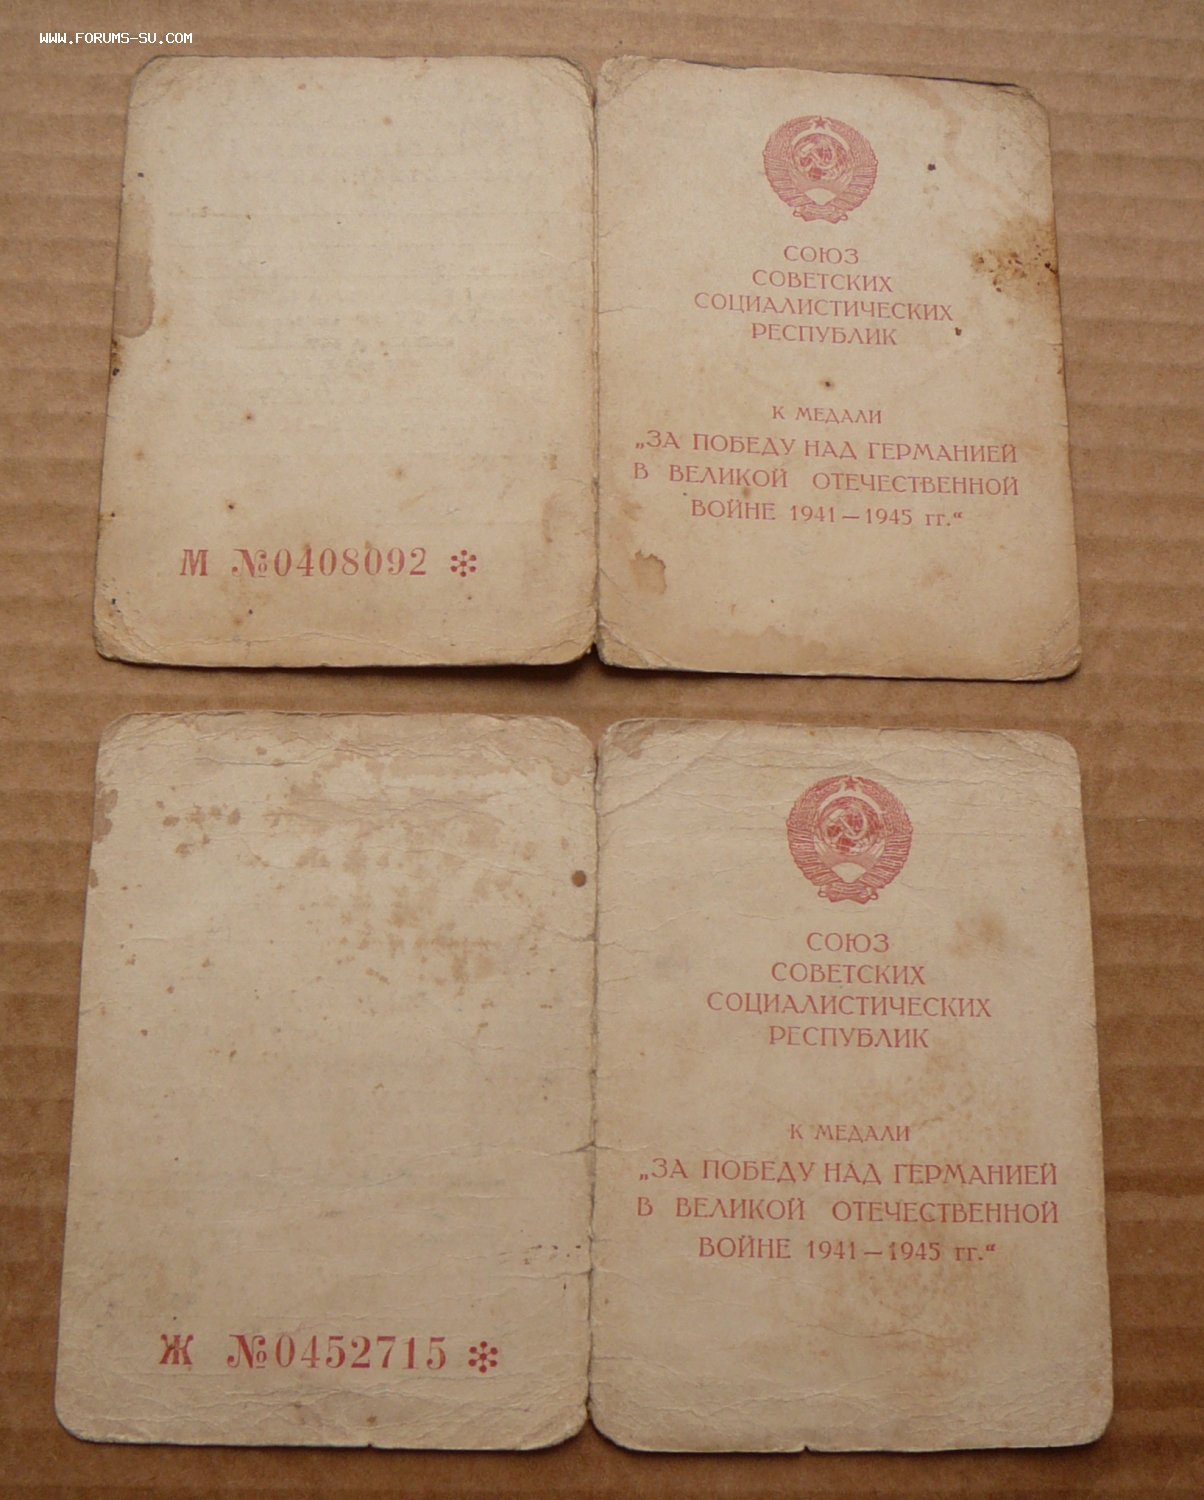 WWW.FORUMS-SU.COM
СОЮЗ
СОВЕТСКИХ
СОЦИАЛИСТИЧЕСКИХ
РЕСПУБЛИК
К МЕДАЛИ
„ЗА ПОБЕДУ НАД ГЕРМАНИЕЙ
В ВЕЛИКОЙ ОТЕЧЕСТВЕННОЙ
ВОЙНЕ 1941—1945 гг.“
М №0408092 *
СОЮЗ
СОВЕТСКИХ
СОЦИАЛИСТИЧЕСКИХ
РЕСПУБЛИК
К МЕДАЛИ
„ЗА ПОБЕДУ НАД ГЕРМАНИЕЙ
В ВЕЛИКОЙ ОТЕЧЕСТВЕННОЙ
ВОЙНЕ 1941—1945 гг.“
Ж №0452715 *